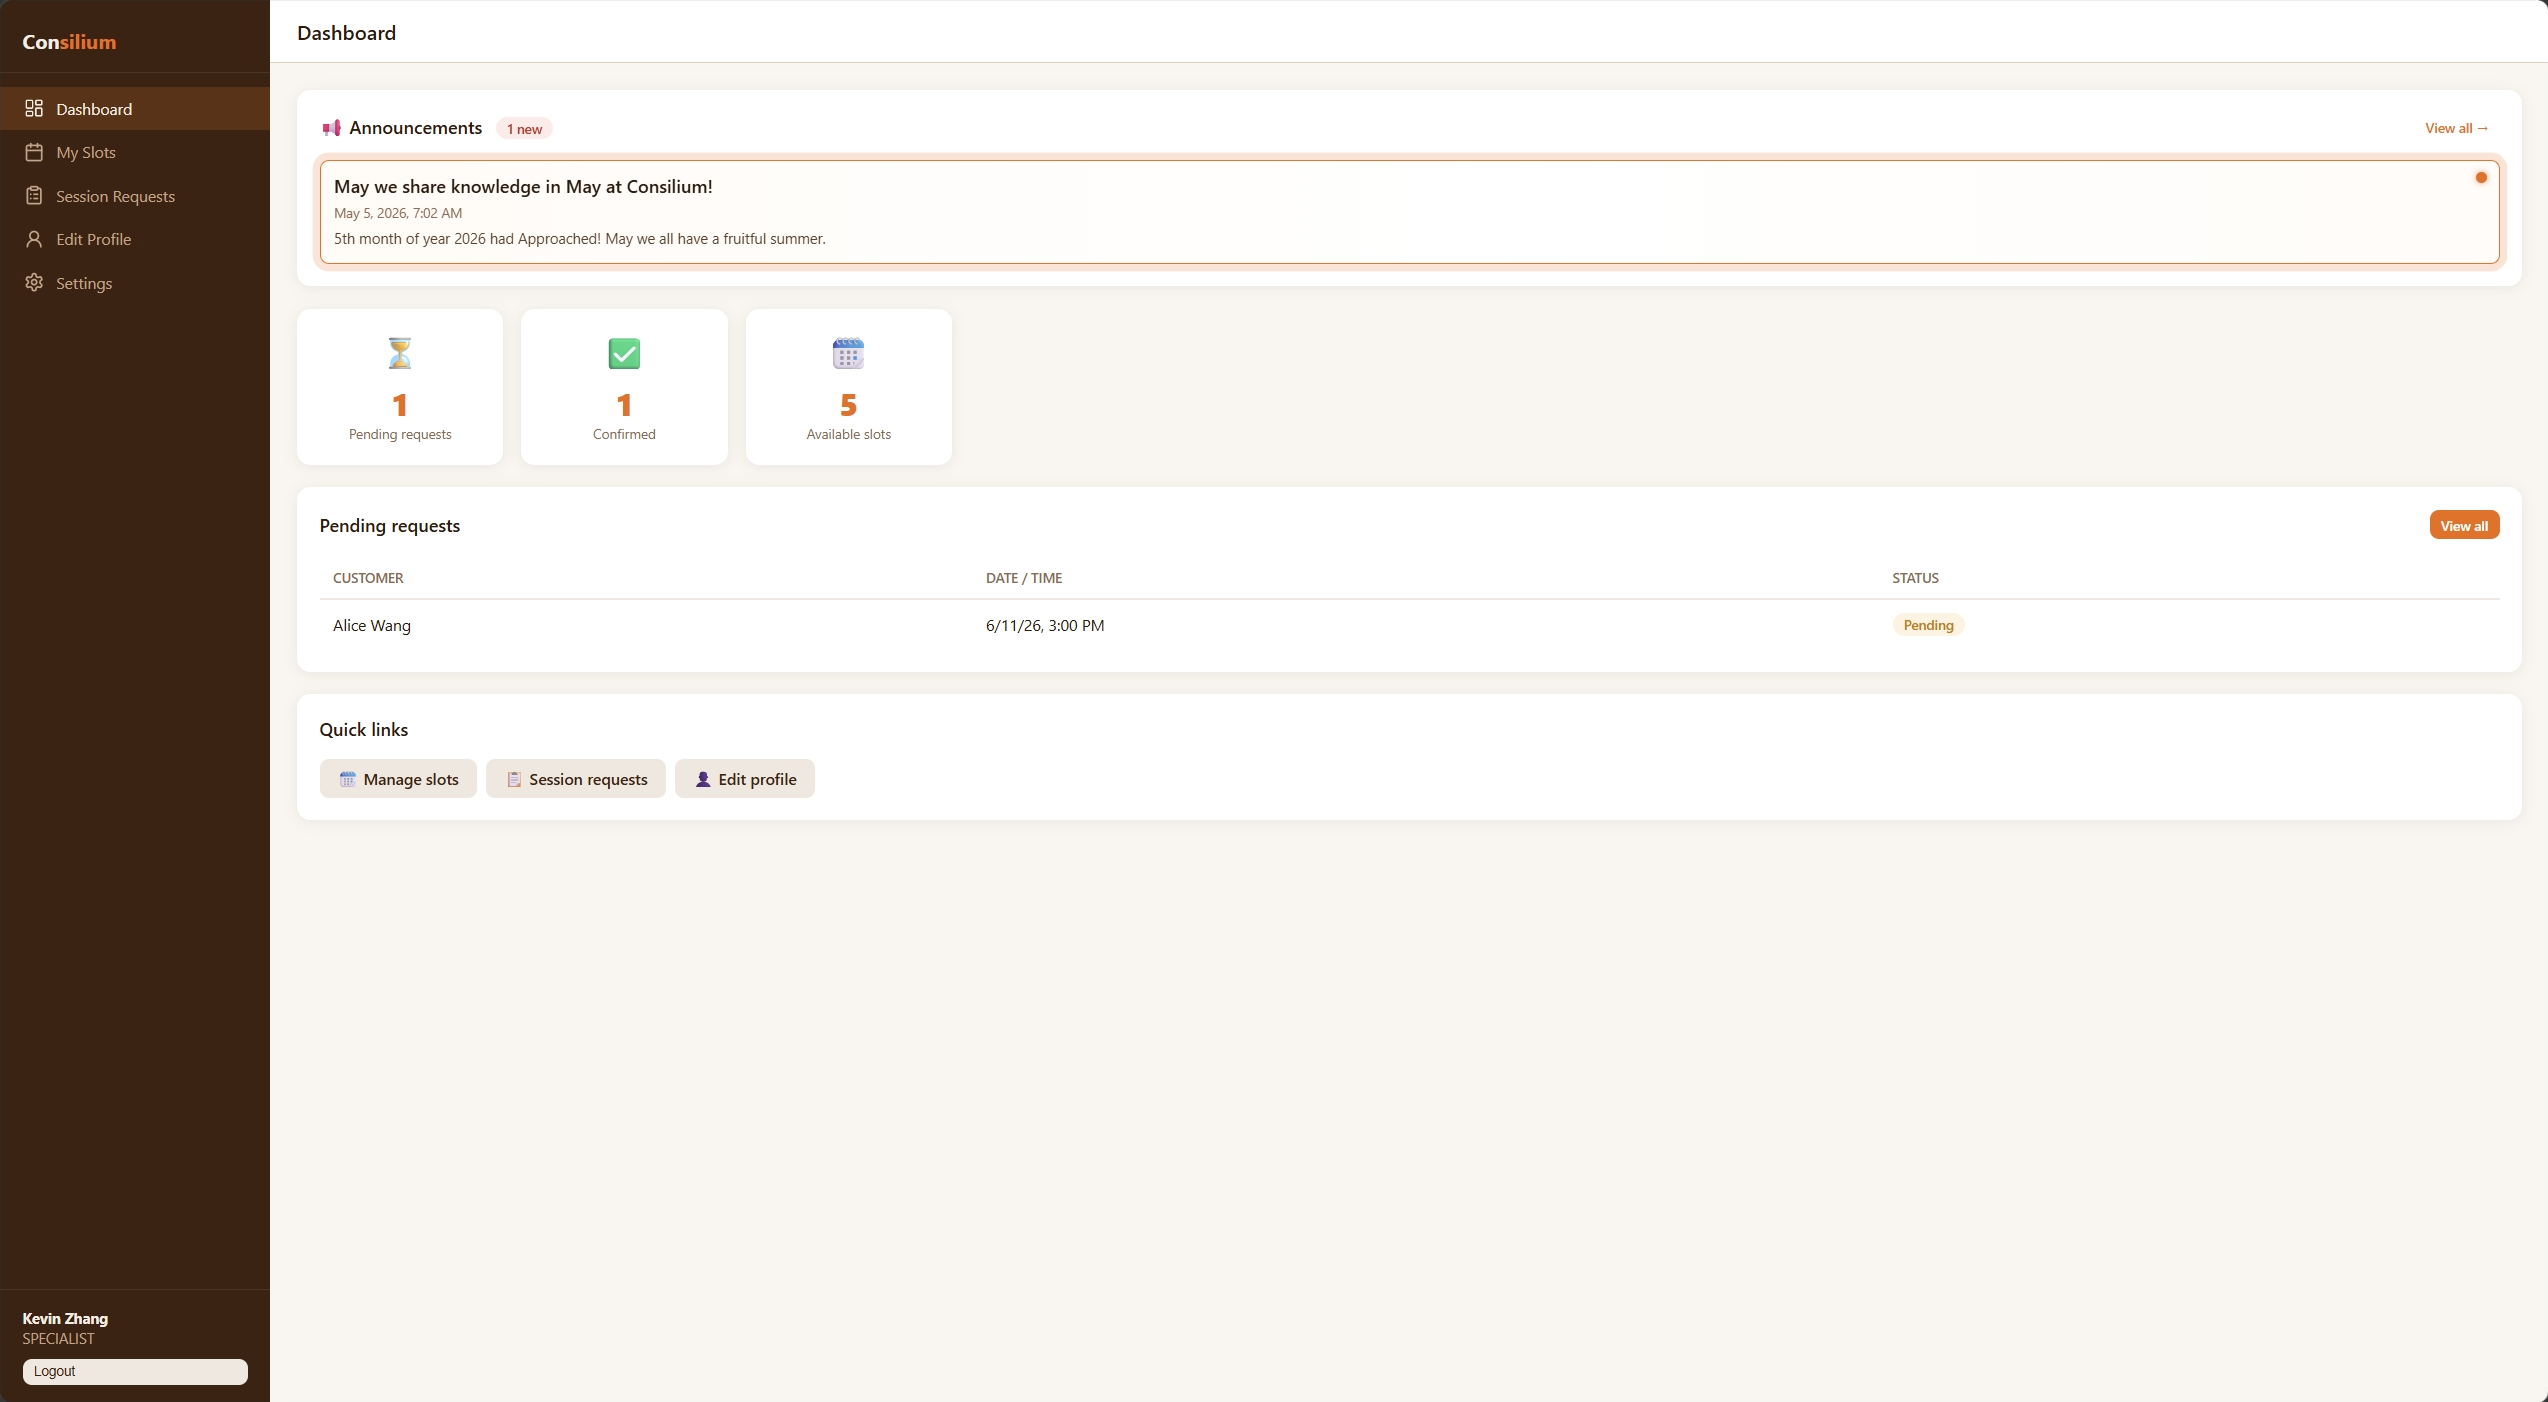 Consilium
Dashboard
My Slots
Session Requests
Edit Profile
Settings
Kevin Zhang
SPECIALIST
Logout
Dashboard
Announcements 1 new View all →
May we share knowledge in May at Consilium!
May 5, 2026, 7:02 AM
5th month of year 2026 had Approached! May we all have a fruitful summer.
1
Pending requests
1
Confirmed
5
Available slots
Pending requests View all
CUSTOMER DATE / TIME STATUS
Alice Wang 6/11/26, 3:00 PM Pending
Quick links
Manage slots Session requests Edit profile